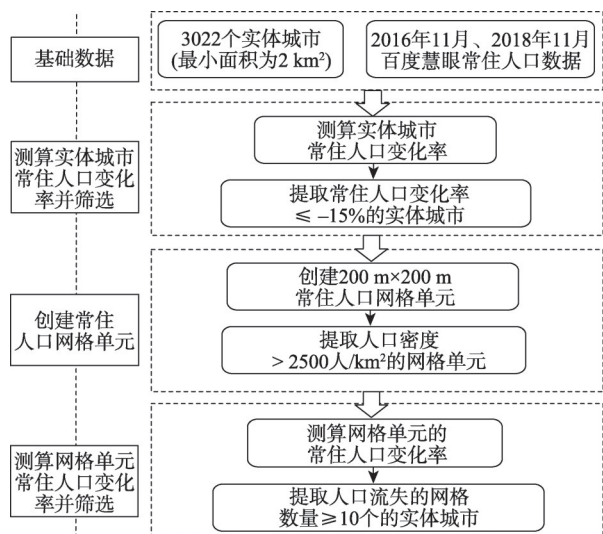 基础数据
3022个实体城市
(最小面积为2 km²)
2016年11月、2018年11月
百度慧眼常住人口数据
测算实体城市
常住人口变化
率并筛选
测算实体城市
常住人口变化率
提取常住人口变化率
≤ –15%的实体城市
创建常住
人口网格单元
创建200 m×200 m
常住人口网格单元
提取人口密度
> 2500人/km²的网格单元
测算网格单元
常住人口变化
率并筛选
测算网格单元的
常住人口变化率
提取人口流失的网格
数量≥10个的实体城市